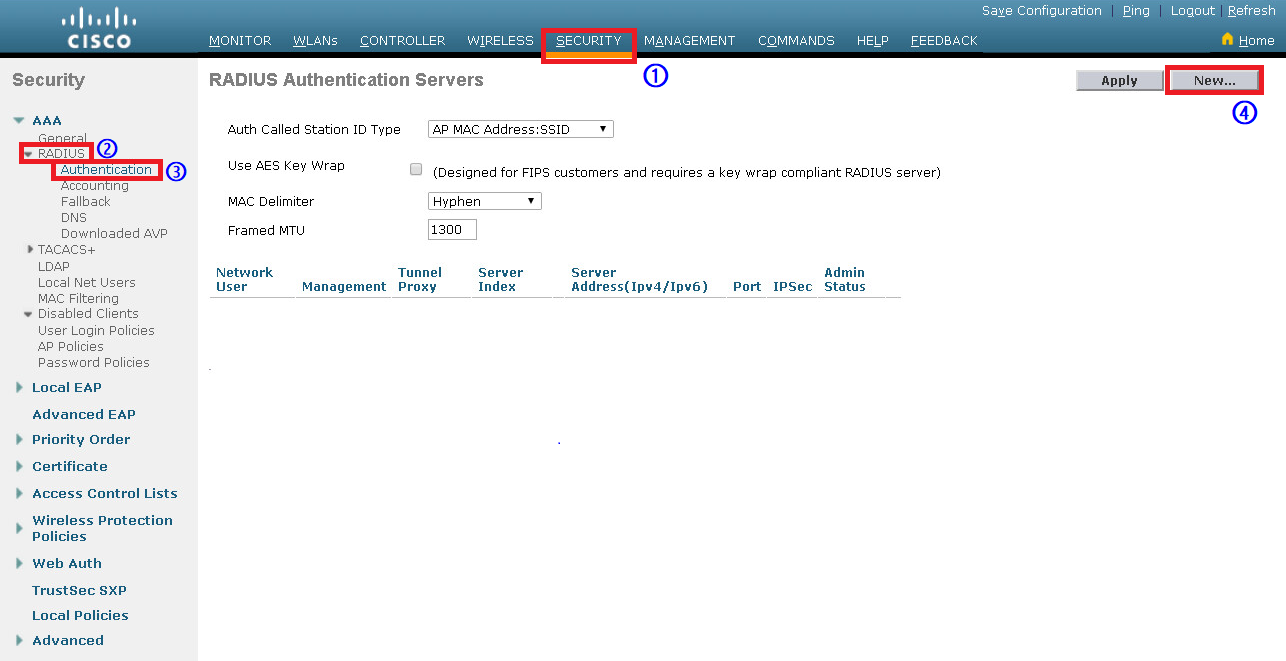 Save Configuration | Ping | Logout | Refresh
CISCO
MONITOR WLANs CONTROLLER WIRELESS SECURITY MANAGEMENT COMMANDS HELP FEEDBACK Home
①
Security
RADIUS Authentication Servers
Apply New...
④
AAA
General
RADIUS ②
Authentication ③
Accounting
Fallback
DNS
Downloaded AVP
TACACS+
LDAP
Local Net Users
MAC Filtering
Disabled Clients
User Login Policies
AP Policies
Password Policies
Local EAP
Advanced EAP
Priority Order
Certificate
Access Control Lists
Wireless Protection
Policies
Web Auth
TrustSec SXP
Local Policies
Advanced
Auth Called Station ID Type AP MAC Address:SSID
Use AES Key Wrap (Designed for FIPS customers and requires a key wrap compliant RADIUS server)
MAC Delimiter Hyphen
Framed MTU 1300
Network User Management Tunnel Proxy Server Index Server Address(Ipv4/Ipv6) Port IPSec Admin Status